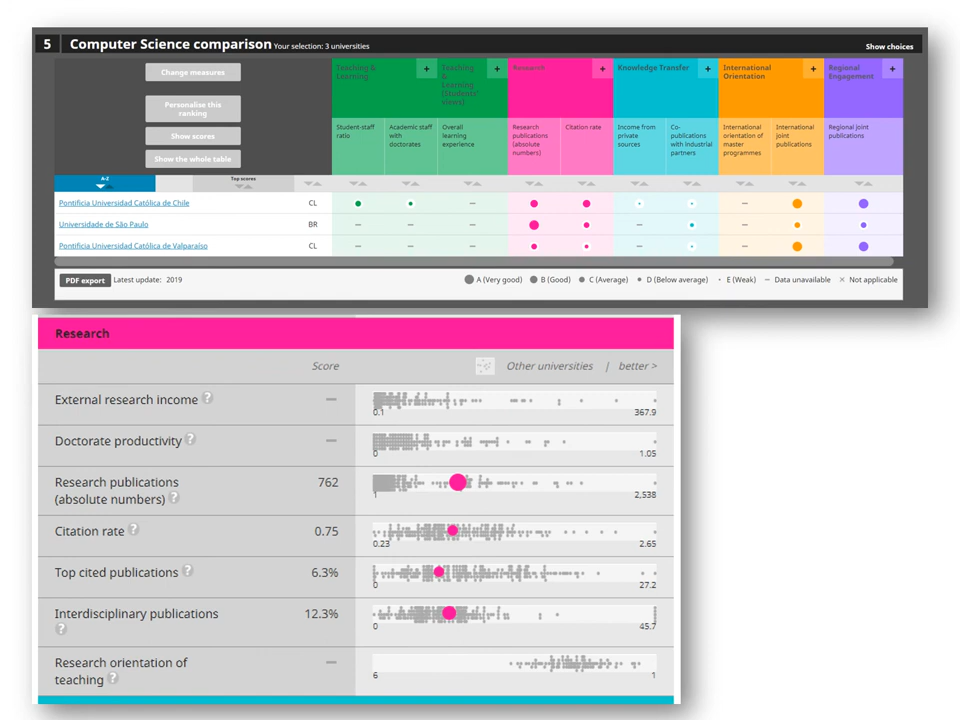 5 Computer Science comparison Your selection: 3 universities Show choices
Change measures
Personalise this
ranking
Show scores
Show the whole table
Teaching &
Learning
+
Teaching
&
Learning
(Students'
views)
+
Research
+
Knowledge Transfer
+
International
Orientation
+
Regional
Engagement
+
Student-staff
ratio
Academic staff
with
doctorates
Overall
learning
experience
Research
publications
(absolute
numbers)
Citation rate
Income from
private
sources
Co-
publications
with industrial
partners
International
orientation of
master
programmes
International
joint
publications
Regional joint
publications
A-Z Top scores
Pontificia Universidad Católica de Chile CL
Universidade de São Paulo BR
Pontificia Universidad Católica de Valparaíso CL
PDF export Latest update: 2019 A (Very good) B (Good) C (Average) D (Below average) E (Weak) — Data unavailable × Not applicable
Research
Score Other universities | better >
External research income ? —
0.1 367.9
Doctorate productivity ? —
0 1.05
Research publications
(absolute numbers) ? 762
1 2,538
Citation rate ? 0.75
0.23 2.65
Top cited publications ? 6.3%
0 27.2
Interdisciplinary publications
? 12.3%
0 45.7
Research orientation of
teaching ? —
6 1